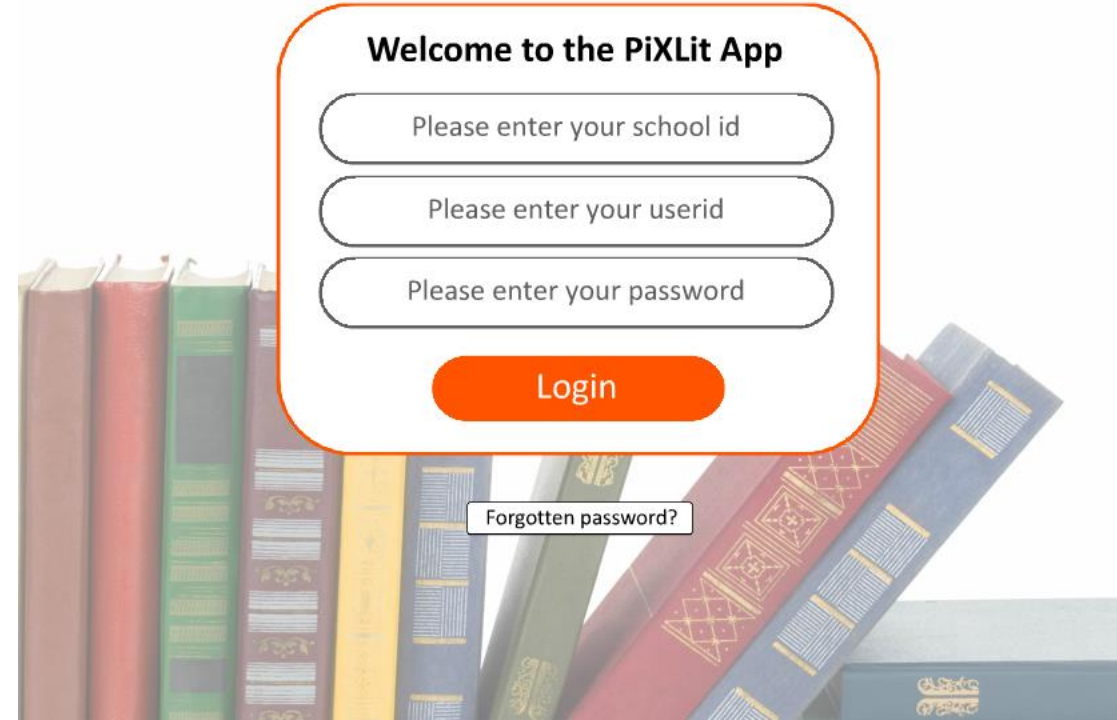 Welcome to the PiXLit App
Please enter your school id
Please enter your userid
Please enter your password
Login
Forgotten password?